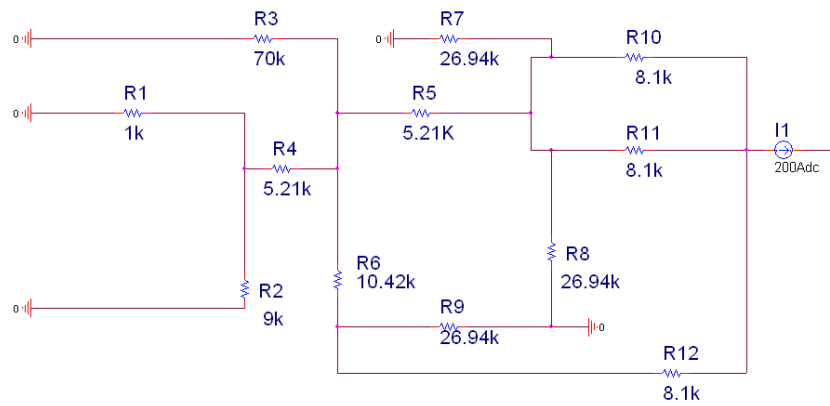 R3
R7
0
0
70k
26.94k
R10
8.1k
R1
0
1k
R5
5.21K
R11
8.1k
I1
200Adc
R4
5.21k
R6
10.42k
R8
26.94k
R2
0
9k
R9
0
26.94k
R12
8.1k